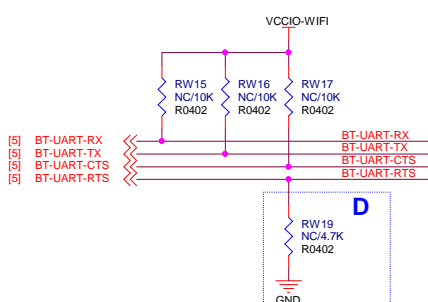 VCCIO-WIFI
RW15 RW16 RW17
NC/10K NC/10K NC/10K
R0402 R0402 R0402
[5] BT-UART-RX BT-UART-RX
[5] BT-UART-TX BT-UART-TX
[5] BT-UART-CTS BT-UART-CTS
[5] BT-UART-RTS BT-UART-RTS
D
RW19
NC/4.7K
R0402
GND